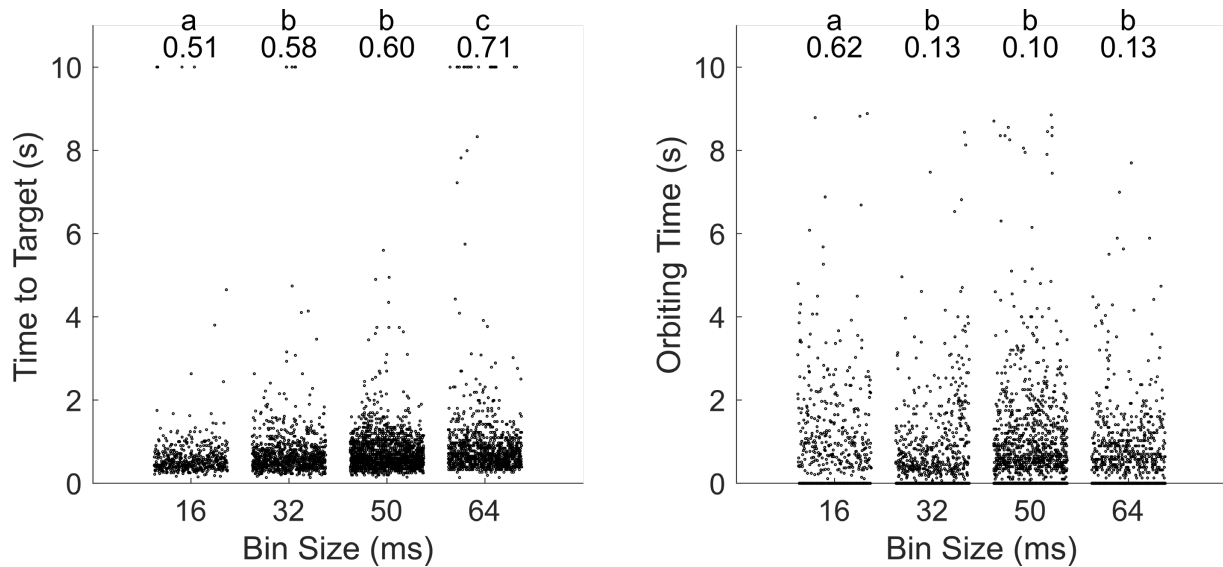 a b b c
0.51 0.58 0.60 0.71
10
8
6
4
2
0
Time to Target (s)
16 32 50 64
Bin Size (ms)
a b b b
0.62 0.13 0.10 0.13
10
8
6
4
2
0
Orbiting Time (s)
16 32 50 64
Bin Size (ms)